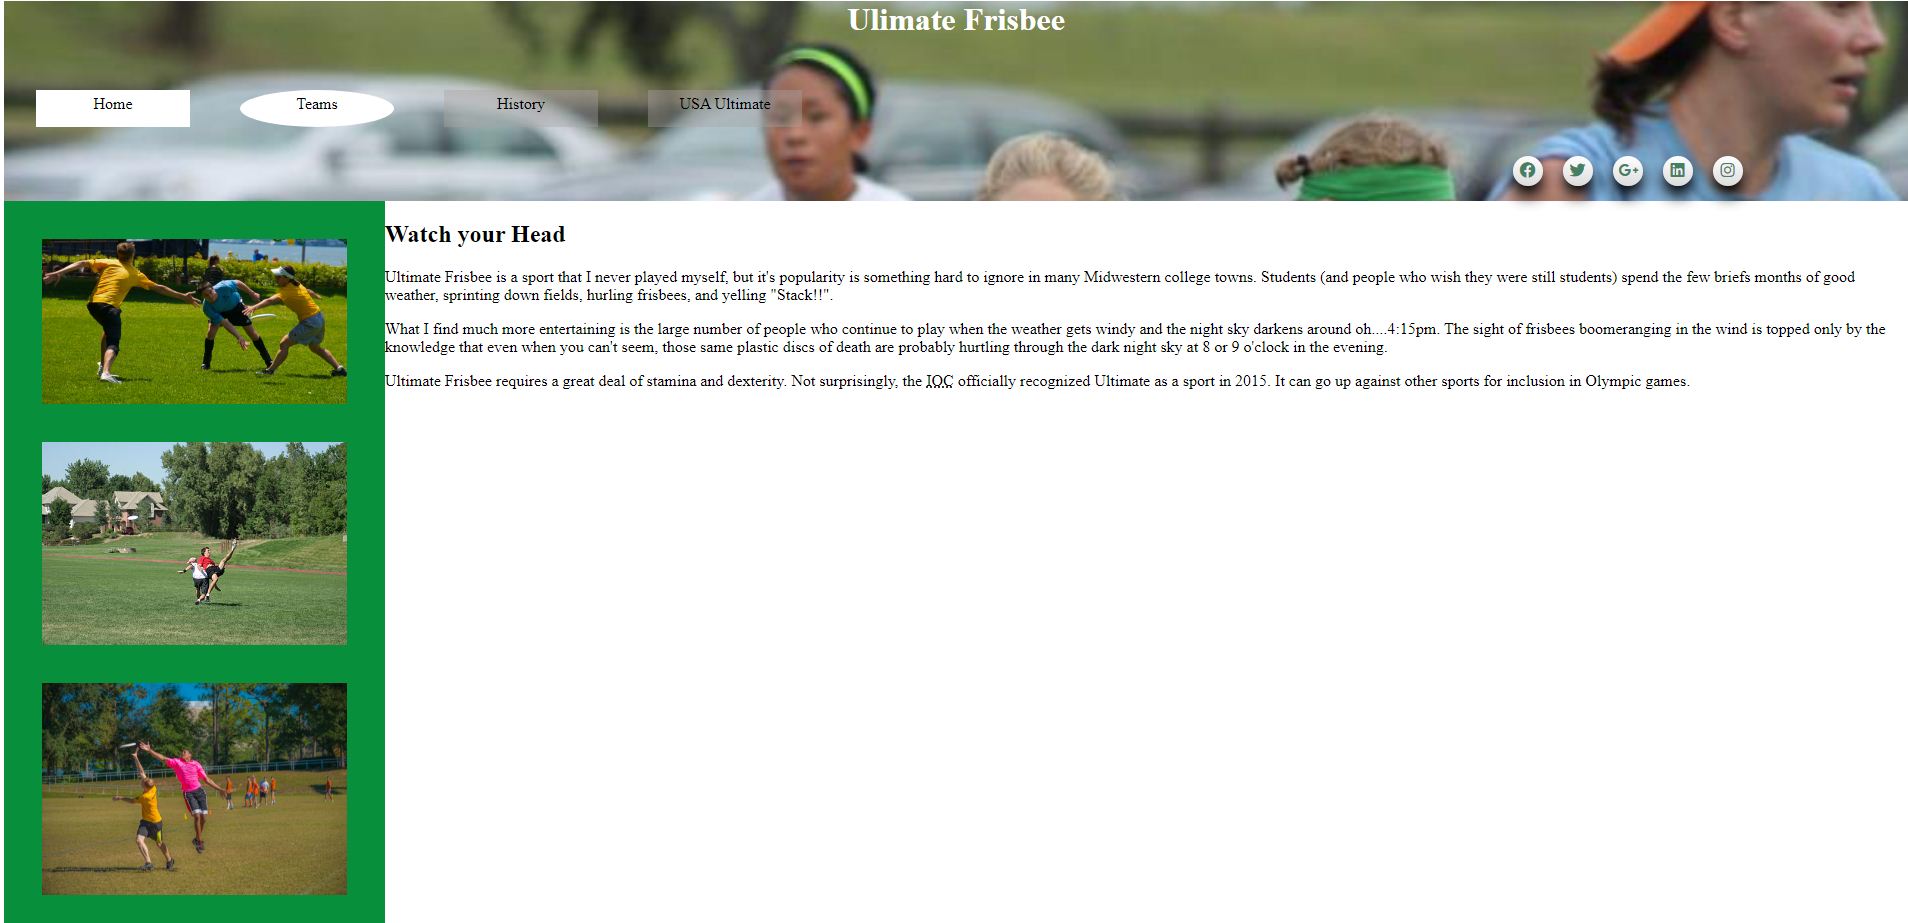 Ulimate Frisbee
Home
Teams
History
USA Ultimate
Watch your Head
Ultimate Frisbee is a sport that I never played myself, but it's popularity is something hard to ignore in many Midwestern college towns. Students (and people who wish they were still students) spend the few briefs months of good
weather, sprinting down fields, hurling frisbees, and yelling "Stack!!".
What I find much more entertaining is the large number of people who continue to play when the weather gets windy and the night sky darkens around oh....4:15pm. The sight of frisbees boomeranging in the wind is topped only by the
knowledge that even when you can't seem, those same plastic discs of death are probably hurtling through the dark night sky at 8 or 9 o'clock in the evening.
Ultimate Frisbee requires a great deal of stamina and dexterity. Not surprisingly, the IOC officially recognized Ultimate as a sport in 2015. It can go up against other sports for inclusion in Olympic games.